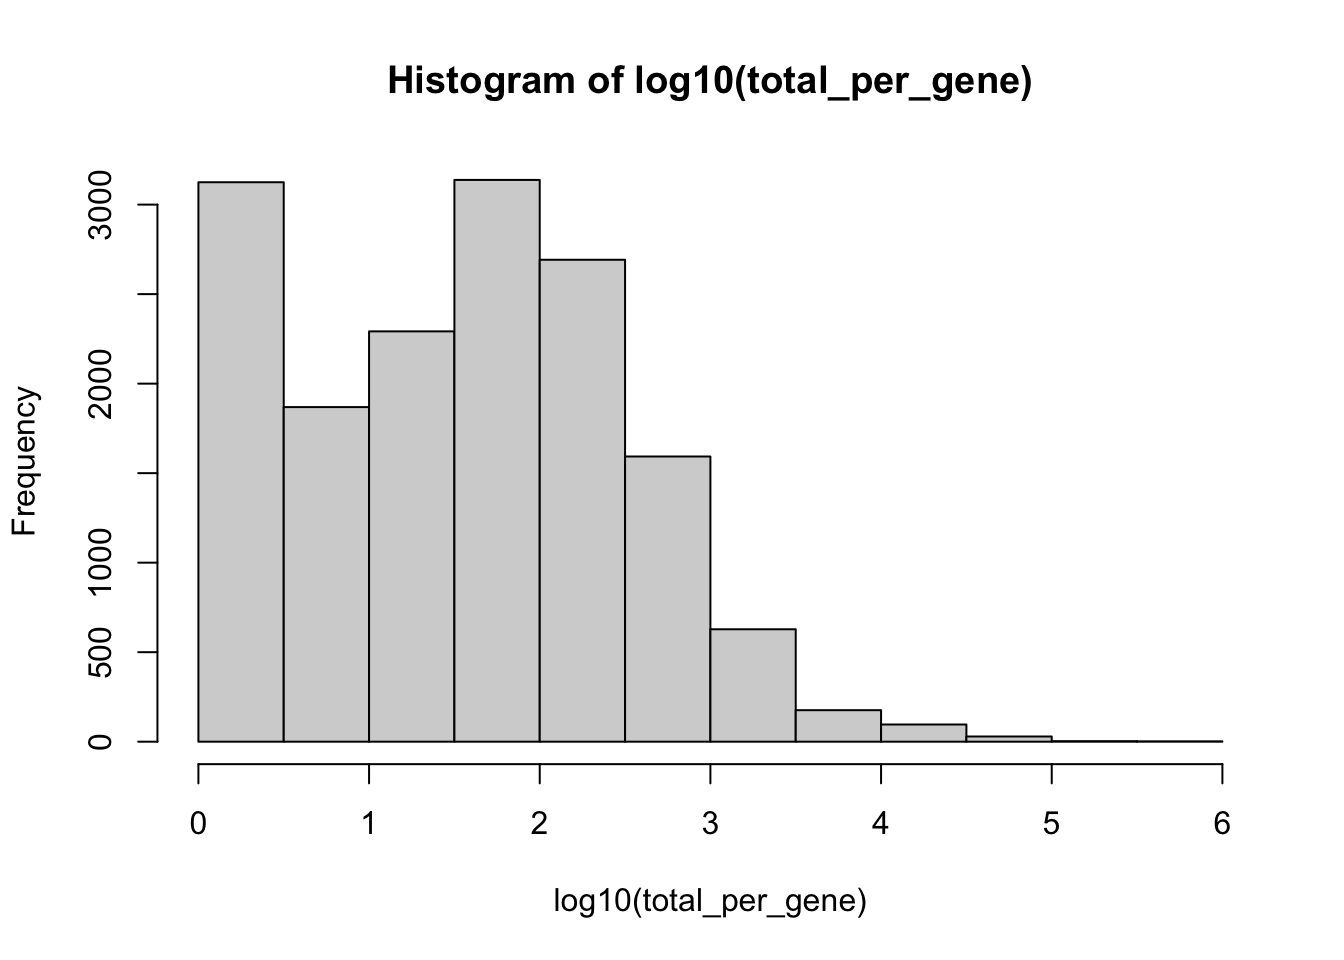 Histogram of log10(total_per_gene)
Frequency
3000
2000
1000
500
0
0 1 2 3 4 5 6
log10(total_per_gene)